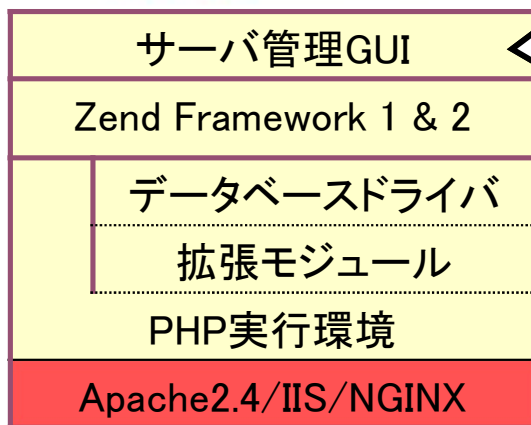 サーバ管理GUI
Zend Framework 1 & 2
データベースドライバ
拡張モジュール
PHP実行環境
Apache2.4/IIS/NGINX